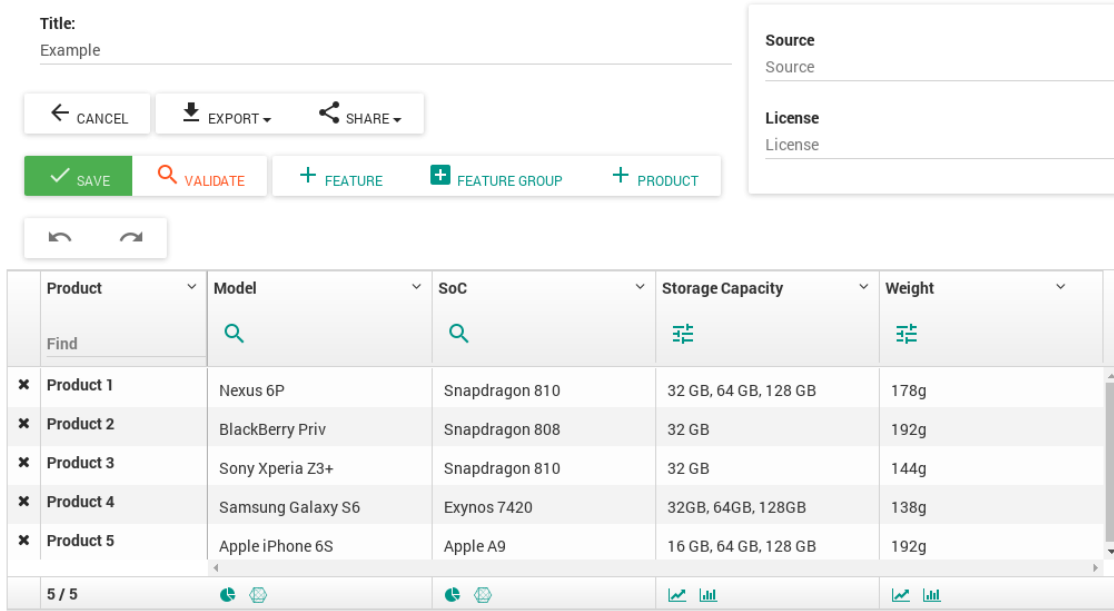 Title:
Example
Source
Source
License
License
CANCEL EXPORT SHARE
SAVE VALIDATE FEATURE FEATURE GROUP PRODUCT
Product Model SoC Storage Capacity Weight
Find
Product 1 Nexus 6P Snapdragon 810 32 GB, 64 GB, 128 GB 178g
Product 2 BlackBerry Priv Snapdragon 808 32 GB 192g
Product 3 Sony Xperia Z3+ Snapdragon 810 32 GB 144g
Product 4 Samsung Galaxy S6 Exynos 7420 32GB, 64GB, 128GB 138g
Product 5 Apple iPhone 6S Apple A9 16 GB, 64 GB, 128 GB 192g
5 / 5